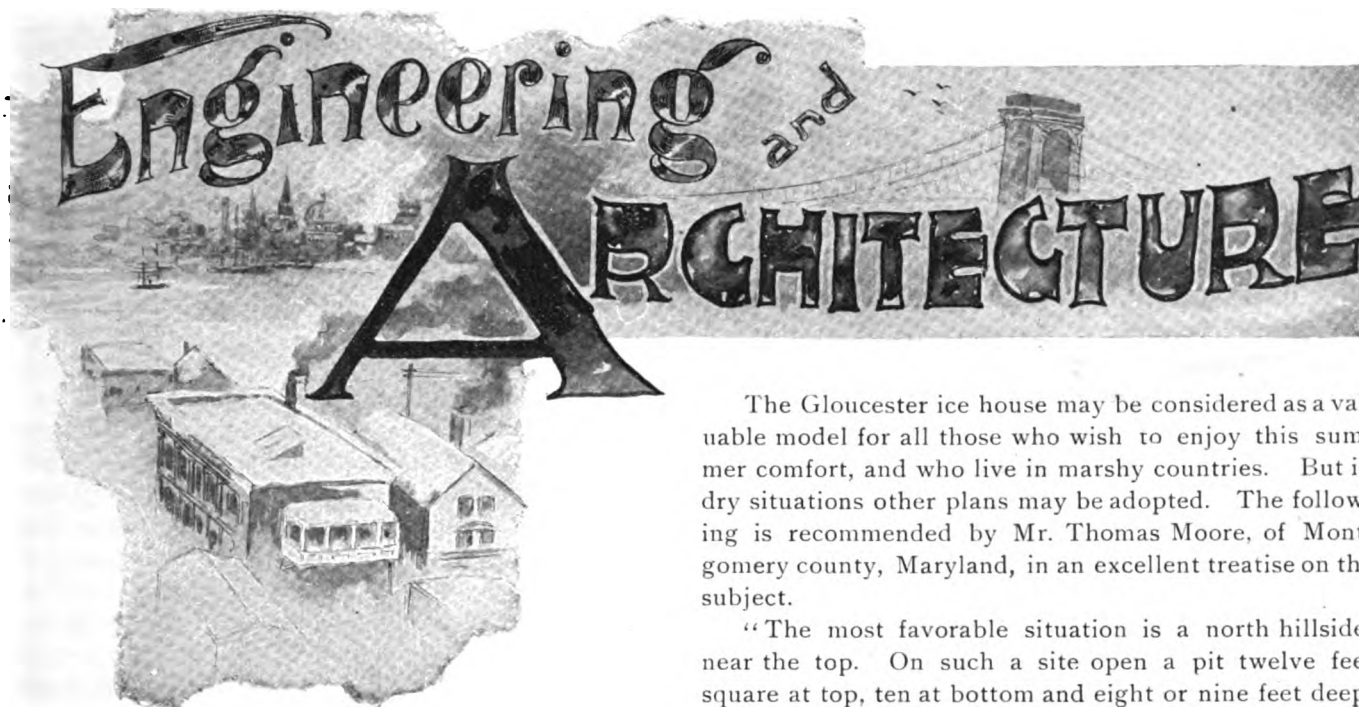 Engineering
and
ARCHITECTURE
The Gloucester ice house may be considered as a va
uable model for all those who wish to enjoy this sum
mer comfort, and who live in marshy countries. But i
dry situations other plans may be adopted. The follow
ing is recommended by Mr. Thomas Moore, of Mont
gomery county, Maryland, in an excellent treatise on th
subject.
“The most favorable situation is a north hillside
near the top. On such a site open a pit twelve fee
square at top, ten at bottom and eight or nine feet deep